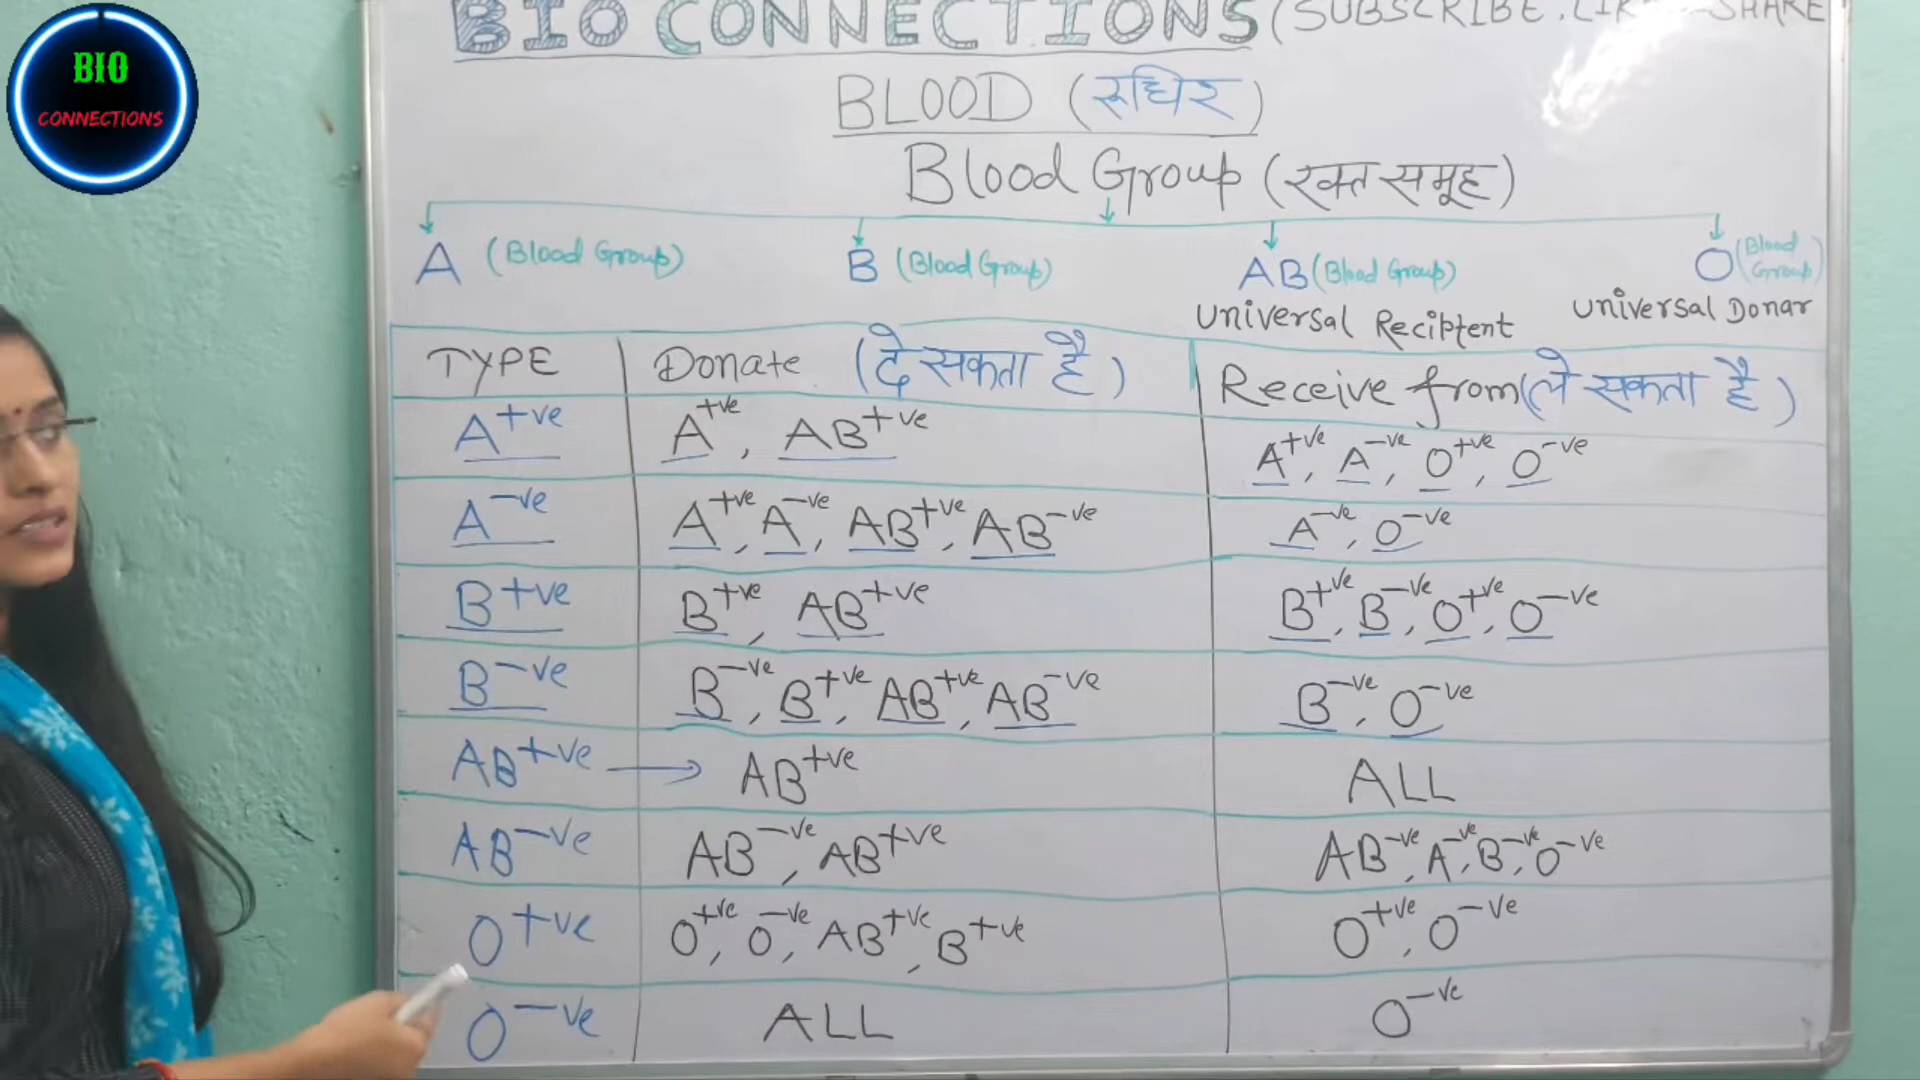 BIO CONNECTIONS (SUBSCRIBE, LIKE, SHARE
BIO
CONNECTIONS
BLOOD (रूधिर)
Blood Group (रक्त समूह)
A (Blood Group) B (Blood Group) AB (Blood Group) O (Blood Group)
Universal Reciptent Universal Donar
TYPE Donate (दे सकता है) Receive from (ले सकता है)
A+ve A+ve, AB+ve A+ve, A-ve, O+ve, O-ve
A-ve A+ve, A-ve, AB+ve, AB-ve A-ve, O-ve
B+ve B+ve, AB+ve B+ve, B-ve, O+ve, O-ve
B-ve B-ve, B+ve, AB+ve, AB-ve B-ve, O-ve
AB+ve → AB+ve ALL
AB-ve AB-ve, AB+ve AB-ve, A-ve, B-ve, O-ve
O+ve O+ve, O-ve, AB+ve, B+ve O+ve, O-ve
O-ve ALL O-ve